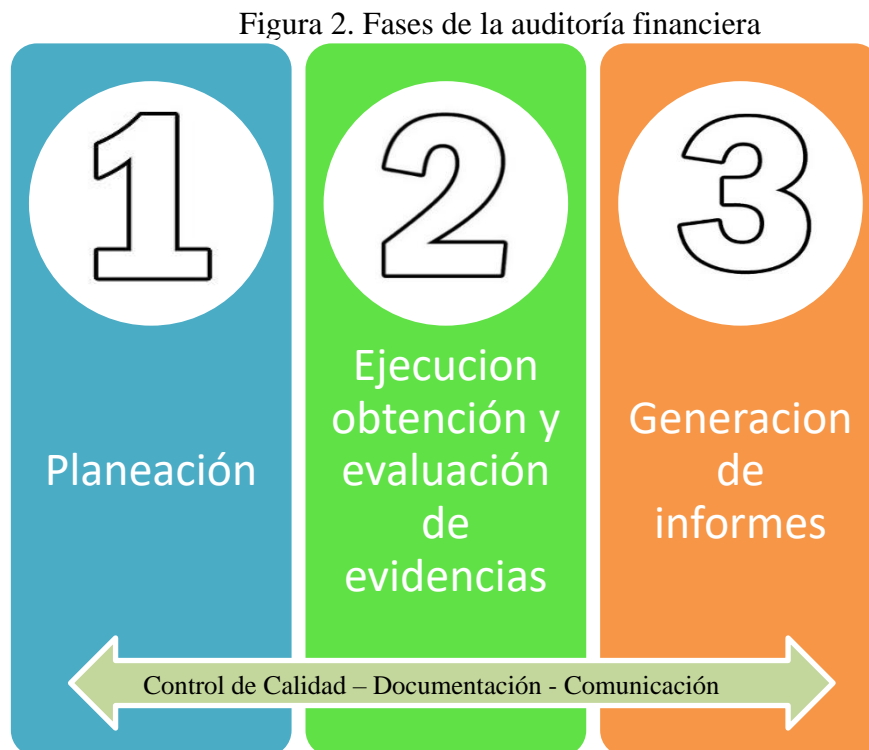 Figura 2. Fases de la auditoría financiera
1
2
3
Planeación
Ejecucion
obtención y
evaluación
de
evidencias
Generacion
de
informes
Control de Calidad – Documentación - Comunicación